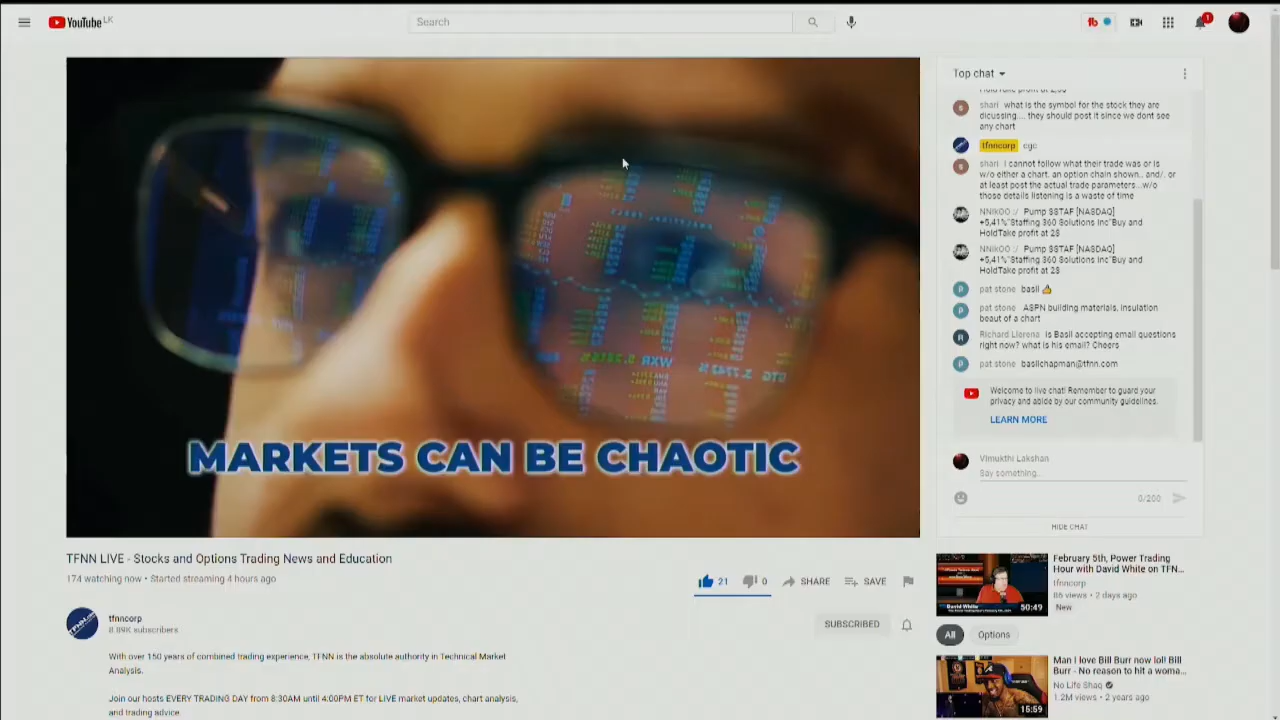 YouTube LK
Search
1
MARKETS CAN BE CHAOTIC
TFNN LIVE - Stocks and Options Trading News and Education
174 watching now • Started streaming 4 hours ago
21
0
SHARE
SAVE
tfnncorp
8.89K subscribers
SUBSCRIBED
With over 150 years of combined trading experience, TFNN is the absolute authority in Technical Market
Analysis.
Join our hosts EVERY TRADING DAY from 8:30AM until 4:00PM ET for LIVE market updates, chart analysis,
and trading advice
Top chat
shari what is the symbol for the stock they are
dicussing.... they should post it since we dont see
any chart
tfnncorp cgc
shari I cannot follow what their trade was or is
w/o either a chart. an option chain shown.. and/. or
at least post the actual trade parameters...w/o
those details listening is a waste of time
NNIKOO :/ Pump $STAF [NASDAQ]
+5,41%"Staffing 360 Solutions Inc"Buy and
HoldTake profit at 2$
NNIKOO :/ Pump $STAF [NASDAQ]
+5,41%"Staffing 360 Solutions Inc"Buy and
HoldTake profit at 2$
pat stone basil 👍
pat stone ASPN building materials, insulation
beaut of a chart
Richard Llerena is Basil accepting email questions
right now? what is his email? Cheers
pat stone basilchapman@tfnn.com
Welcome to live chat! Remember to guard your
privacy and abide by our community guidelines.
LEARN MORE
Vimukthi Lakshan
Say something...
0/200
HIDE CHAT
50:49
February 5th, Power Trading
Hour with David White on TFN...
tfnncorp
86 views • 2 days ago
New
All
Options
15:59
Man I love Bill Burr now lol! Bill
Burr - No reason to hit a woma...
No Life Shaq
1.2M views • 2 years ago